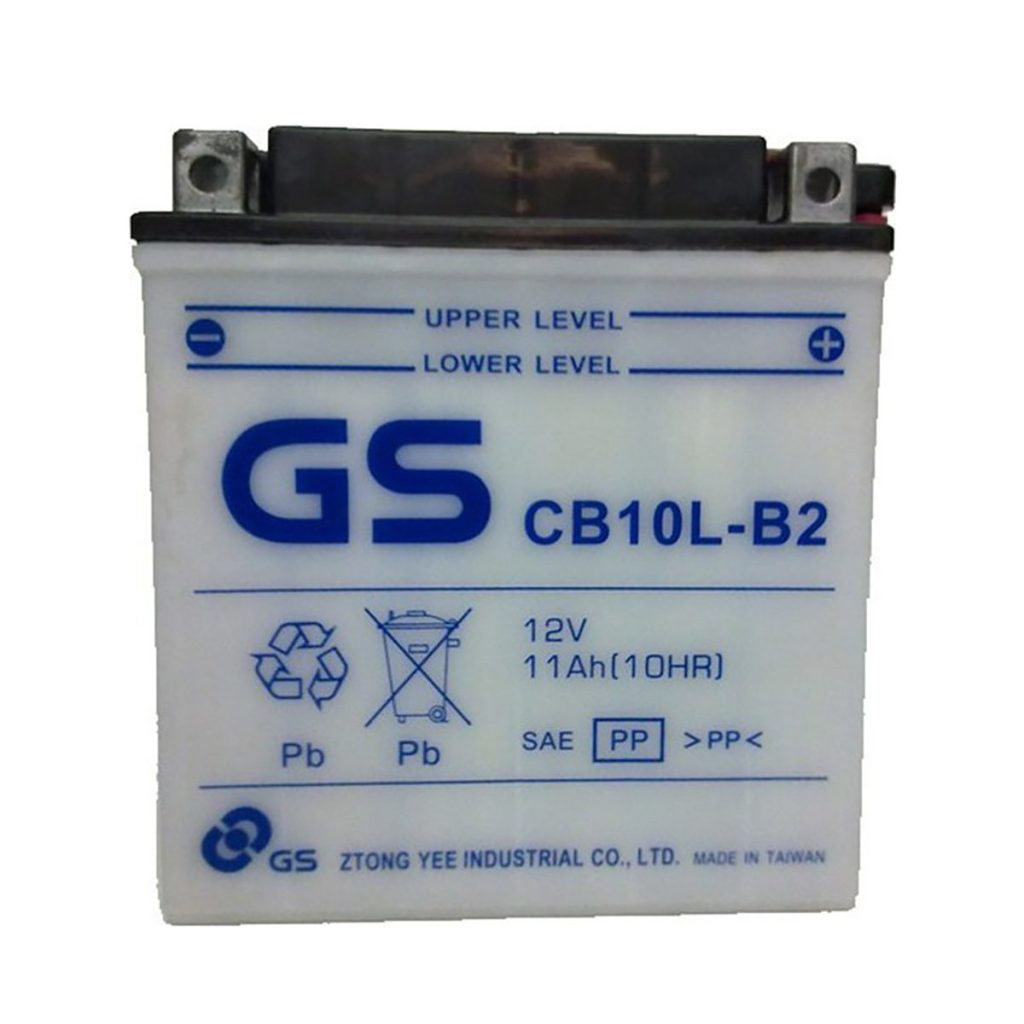 UPPER LEVEL
− +
LOWER LEVEL
GS CB10L-B2
12V
11Ah(10HR)
SAE PP >PP<
Pb Pb
GS ZTONG YEE INDUSTRIAL CO., LTD. MADE IN TAIWAN